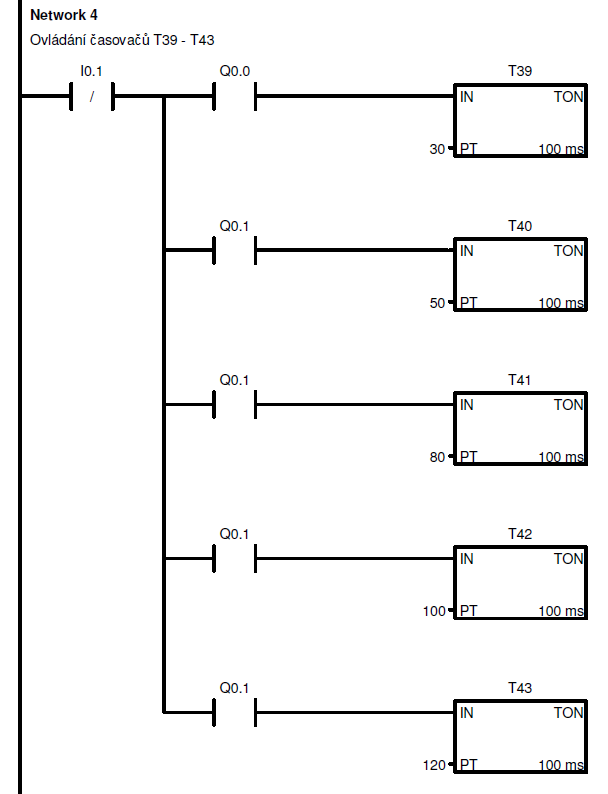 Network 4
Ovládání časovačů T39 - T43
I0.1 Q0.0 T39
/ IN TON
30 PT 100 ms
Q0.1 T40
IN TON
50 PT 100 ms
Q0.1 T41
IN TON
80 PT 100 ms
Q0.1 T42
IN TON
100 PT 100 ms
Q0.1 T43
IN TON
120 PT 100 ms